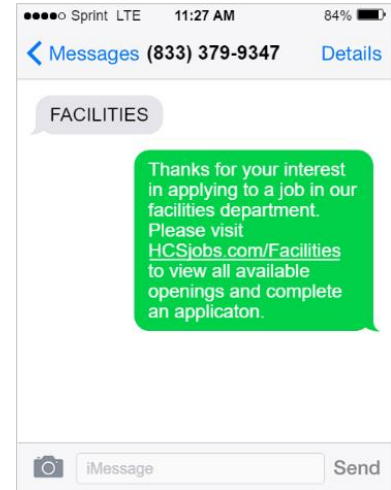 Sprint LTE 11:27 AM 84%
Messages (833) 379-9347 Details
FACILITIES
Thanks for your interest
in applying to a job in our
facilities department.
Please visit
HCSjobs.com/Facilities
to view all available
openings and complete
an applicaton.
iMessage Send